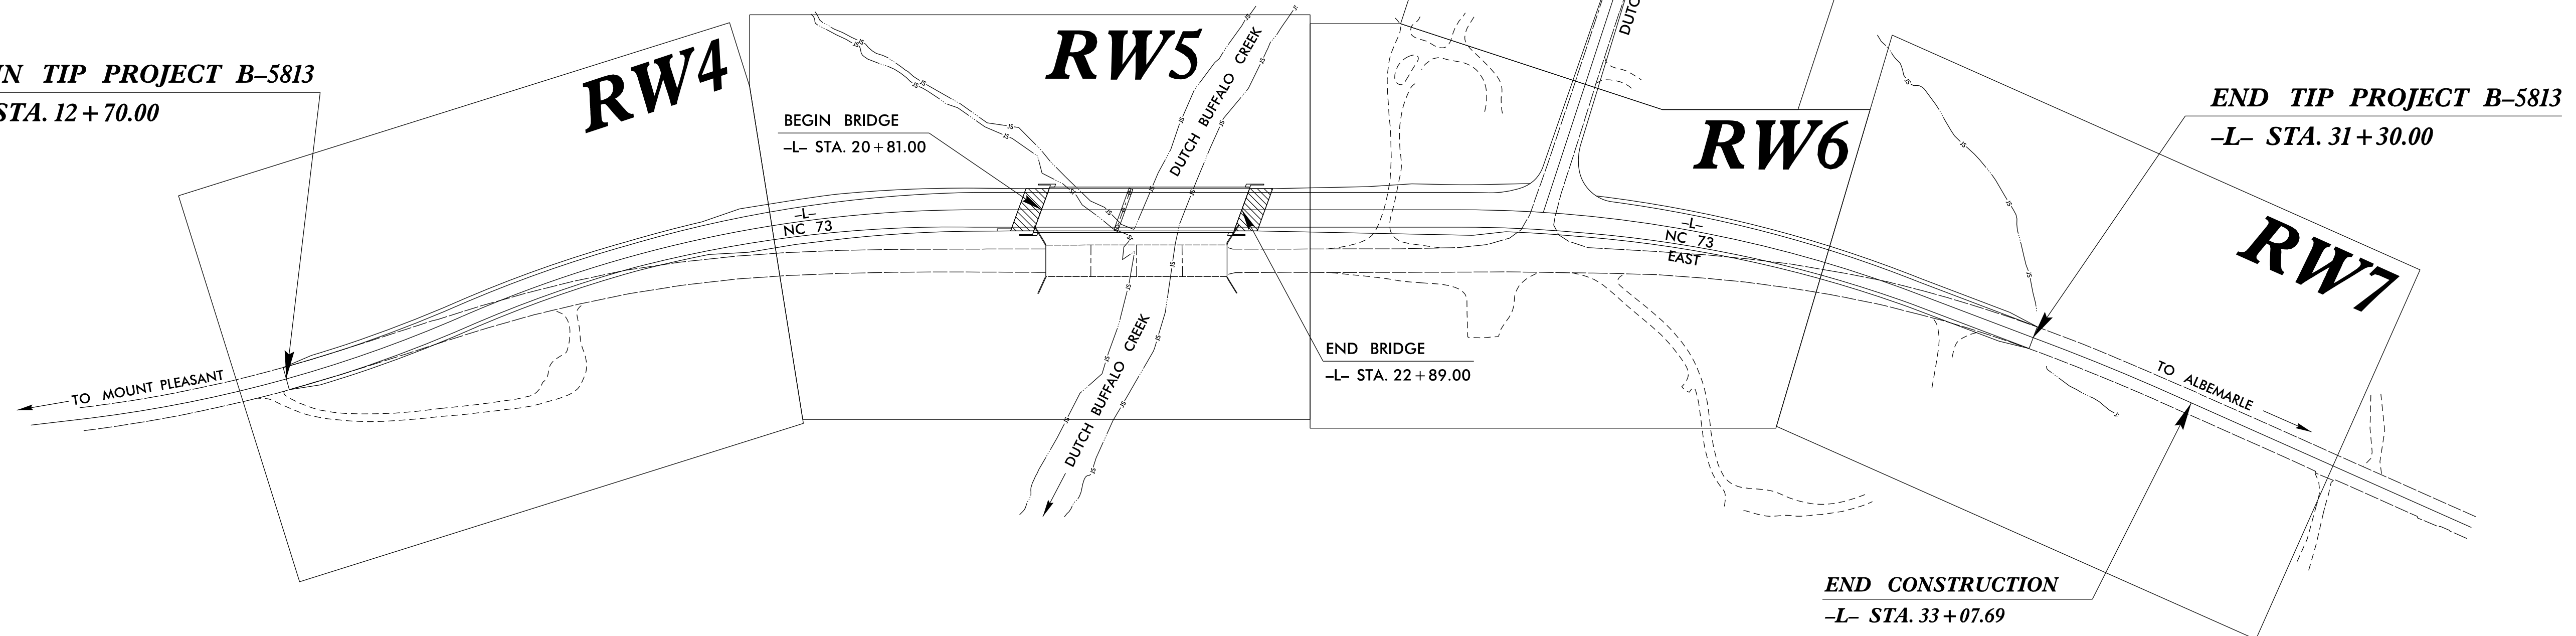 IN TIP PROJECT B–5813
STA. 12+70.00
RW4
RW5
RW6
RW7
BEGIN BRIDGE
–L– STA. 20+81.00
DUTCH BUFFALO CREEK
–L–
NC 73
TO MOUNT PLEASANT
DUTCH BUFFALO CREEK
END BRIDGE
–L– STA. 22+89.00
–L–
NC 73
EAST
END TIP PROJECT B–5813
–L– STA. 31+30.00
TO ALBEMARLE
END CONSTRUCTION
–L– STA. 33+07.69